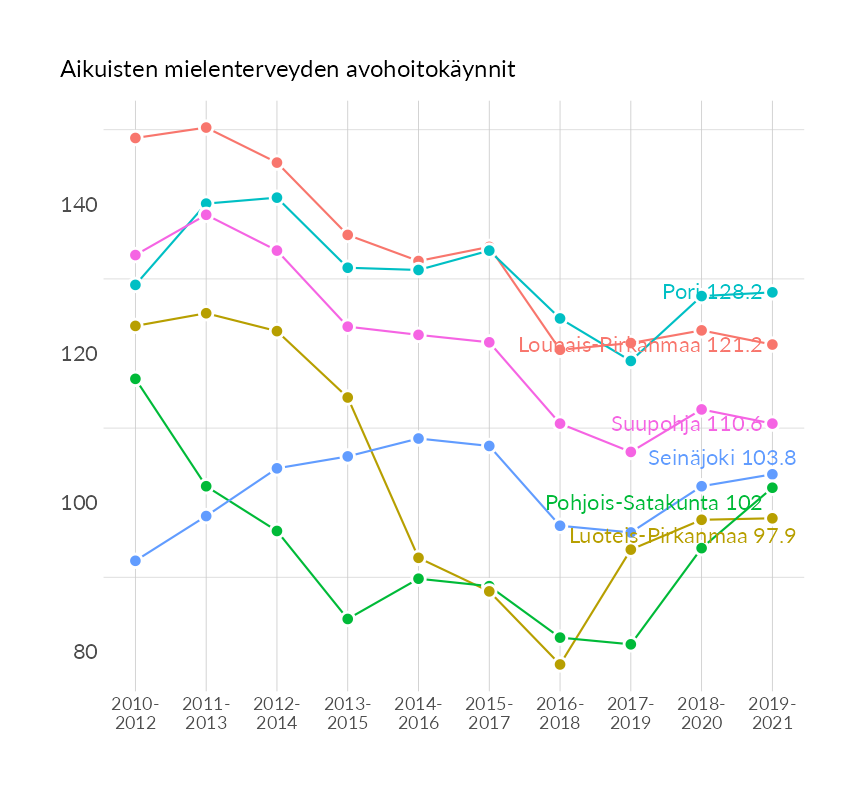 Aikuisten mielenterveyden avohoitokäynnit
140
120
100
80
Pori 128.2
Lounais-Pirkanmaa 121.2
Suupohja 110.6
Seinäjoki 103.8
Pohjois-Satakunta 102
Luoteis-Pirkanmaa 97.9
2010-2012 2011-2013 2012-2014 2013-2015 2014-2016 2015-2017 2016-2018 2017-2019 2018-2020 2019-2021